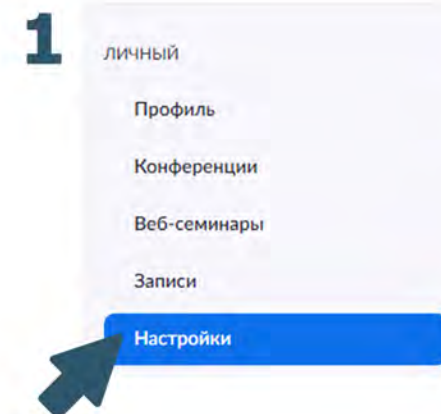 1
ЛИЧНЫЙ
Профиль
Конференции
Веб-семинары
Записи
Настройки